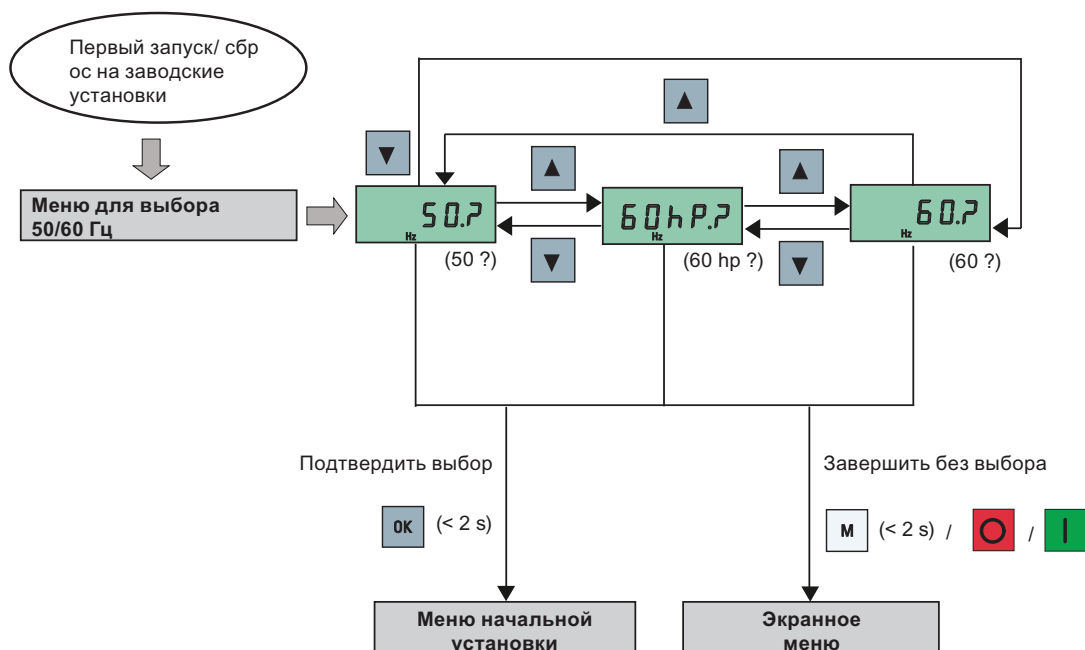 Первый запуск/ сбр
ос на заводские
установки
Меню для выбора
50/60 Гц
50.?
Hz
(50 ?)
60hP.?
Hz
(60 hp ?)
60.?
Hz
(60 ?)
Подтвердить выбор
OK (< 2 s)
Завершить без выбора
M (< 2 s) / /
Меню начальной
установки
Экранное
меню